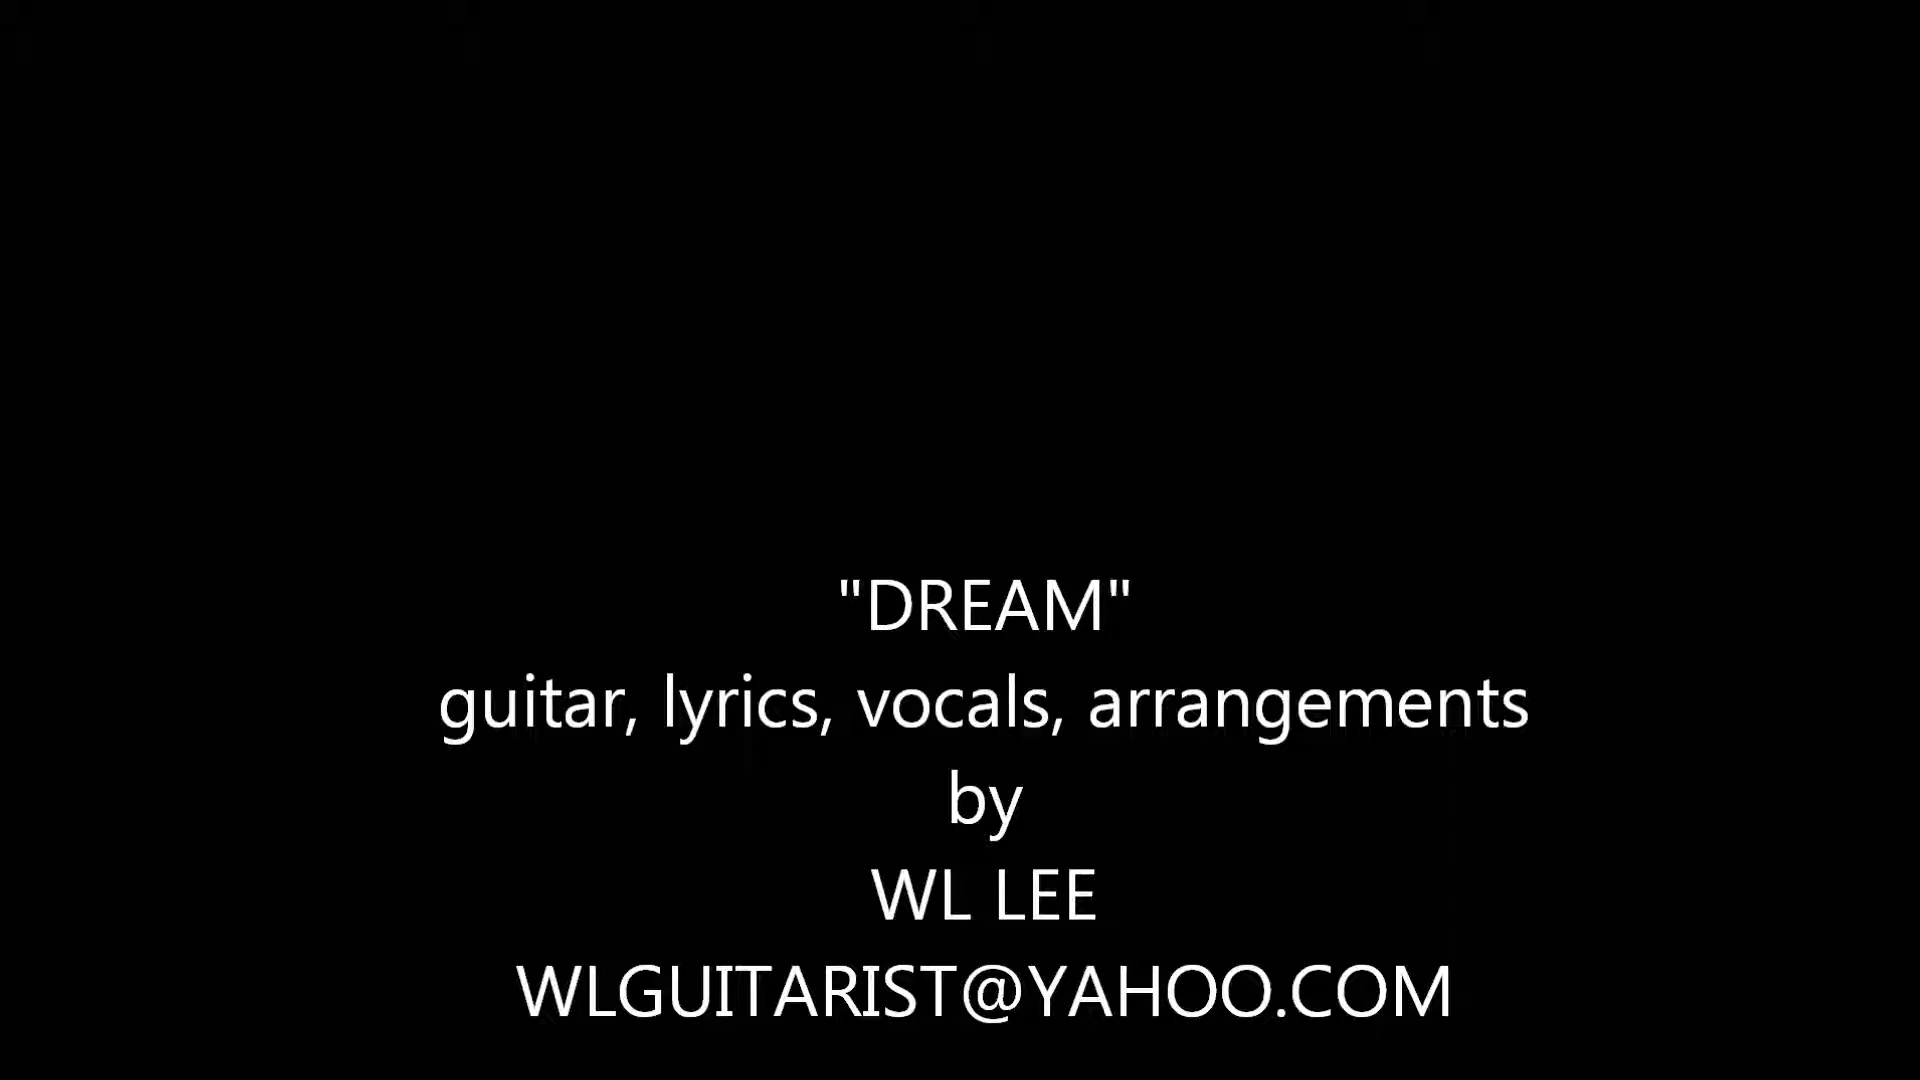 "DREAM"
guitar, lyrics, vocals, arrangements
by
WL LEE
WLGUITARIST@YAHOO.COM